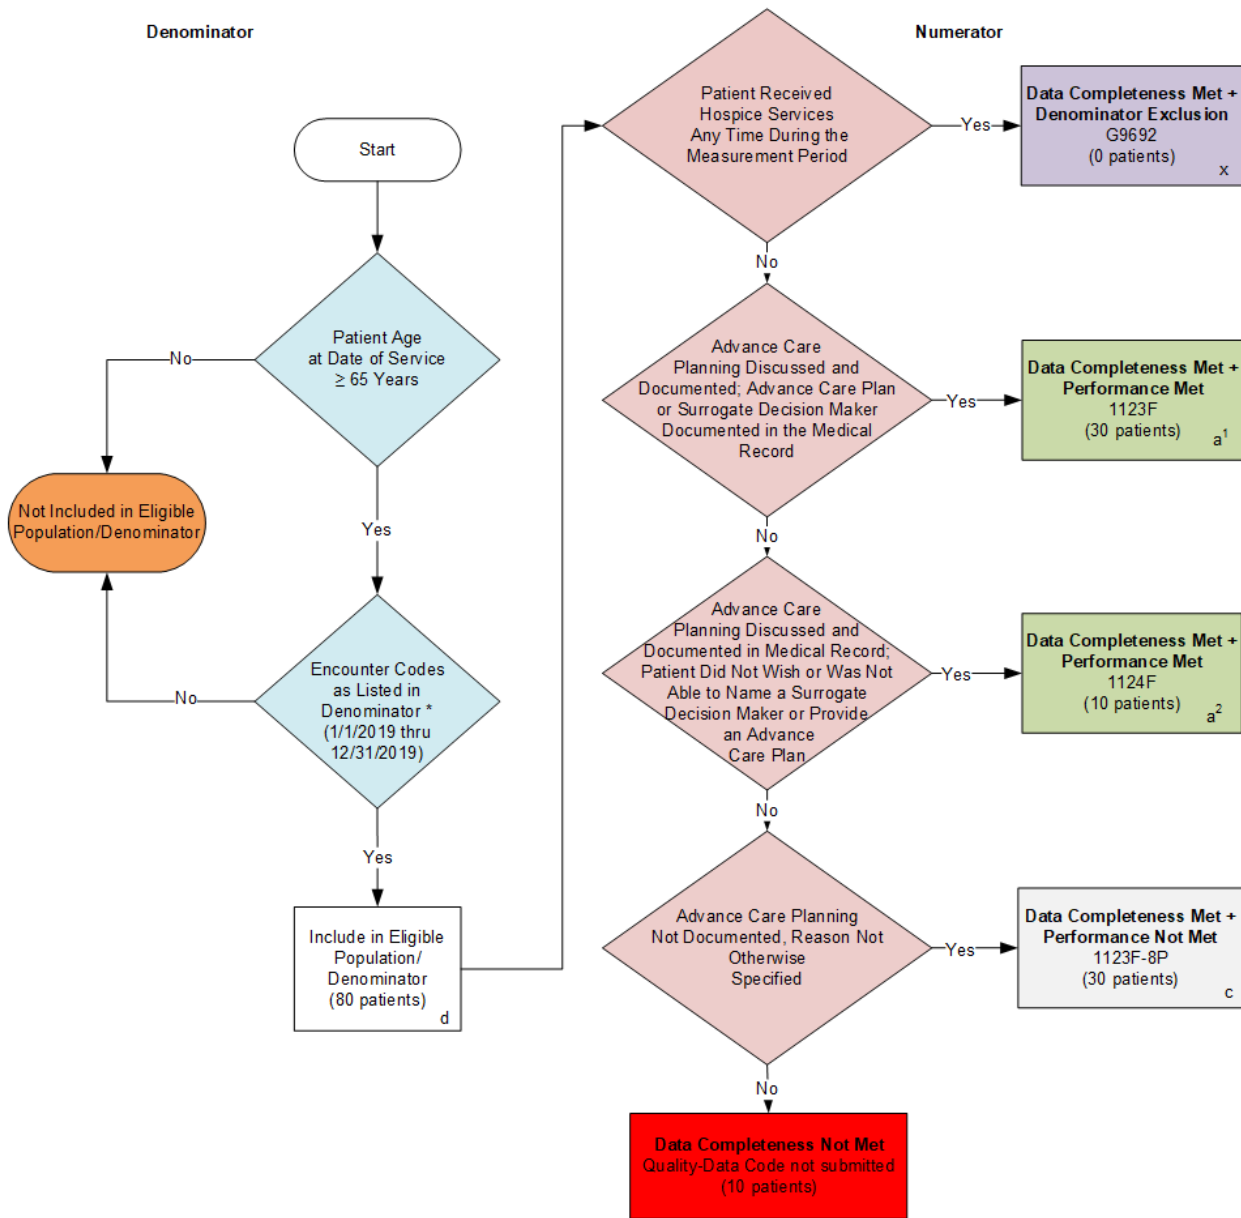 Denominator
Numerator
Start
Patient Age
at Date of Service
≥ 65 Years
No
Yes
Not Included in Eligible
Population/Denominator
Encounter Codes
as Listed in
Denominator *
(1/1/2019 thru
12/31/2019)
No
Yes
Include in Eligible
Population/
Denominator
(80 patients)
d
Patient Received
Hospice Services
Any Time During the
Measurement Period
Yes
Data Completeness Met +
Denominator Exclusion
G9692
(0 patients)
x
No
Advance Care
Planning Discussed and
Documented; Advance Care Plan
or Surrogate Decision Maker
Documented in the Medical
Record
Yes
Data Completeness Met +
Performance Met
1123F
(30 patients)
a¹
No
Advance Care
Planning Discussed and
Documented in Medical Record;
Patient Did Not Wish or Was Not
Able to Name a Surrogate
Decision Maker or Provide
an Advance
Care Plan
Yes
Data Completeness Met +
Performance Met
1124F
(10 patients)
a²
No
Advance Care Planning
Not Documented, Reason Not
Otherwise
Specified
Yes
Data Completeness Met +
Performance Not Met
1123F-8P
(30 patients)
c
No
Data Completeness Not Met
Quality-Data Code not submitted
(10 patients)